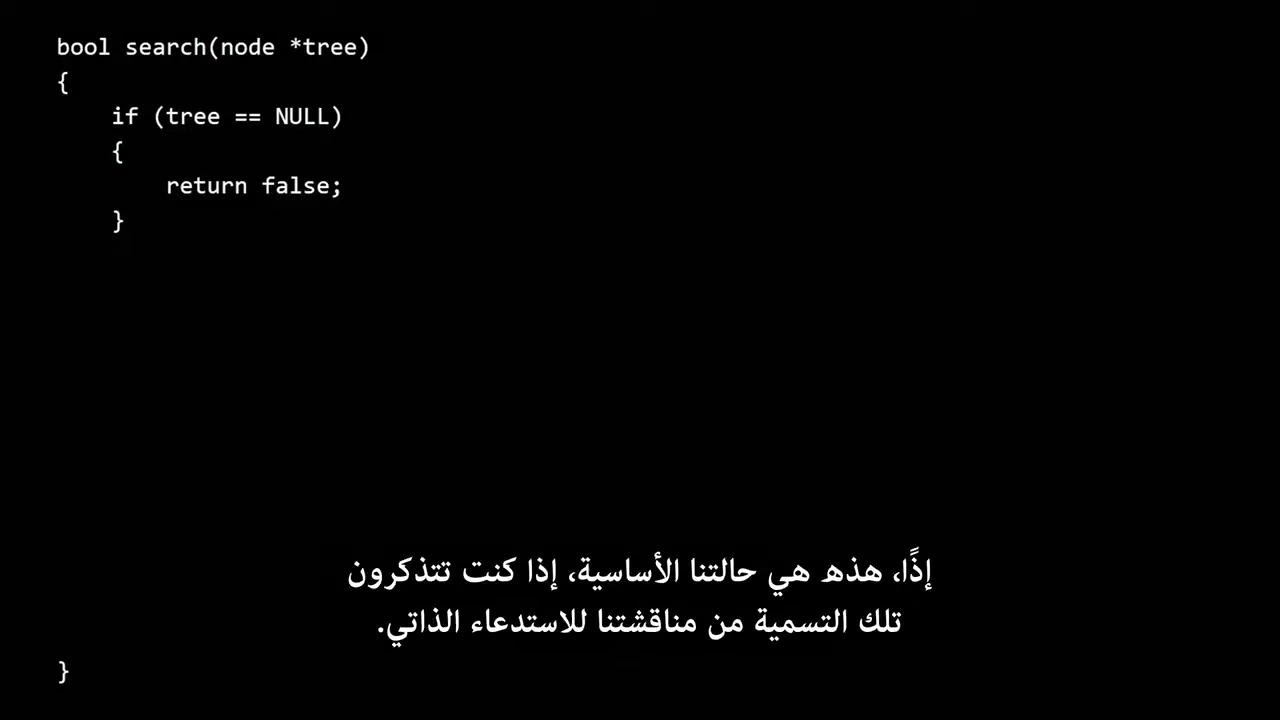 bool search(node *tree)
{
    if (tree == NULL)
    {
        return false;
    }
إذًا، هذه هي حالتنا الأساسية، إذا كنت تتذكرون
تلك التسمية من مناقشتنا للاستدعاء الذاتي.
}